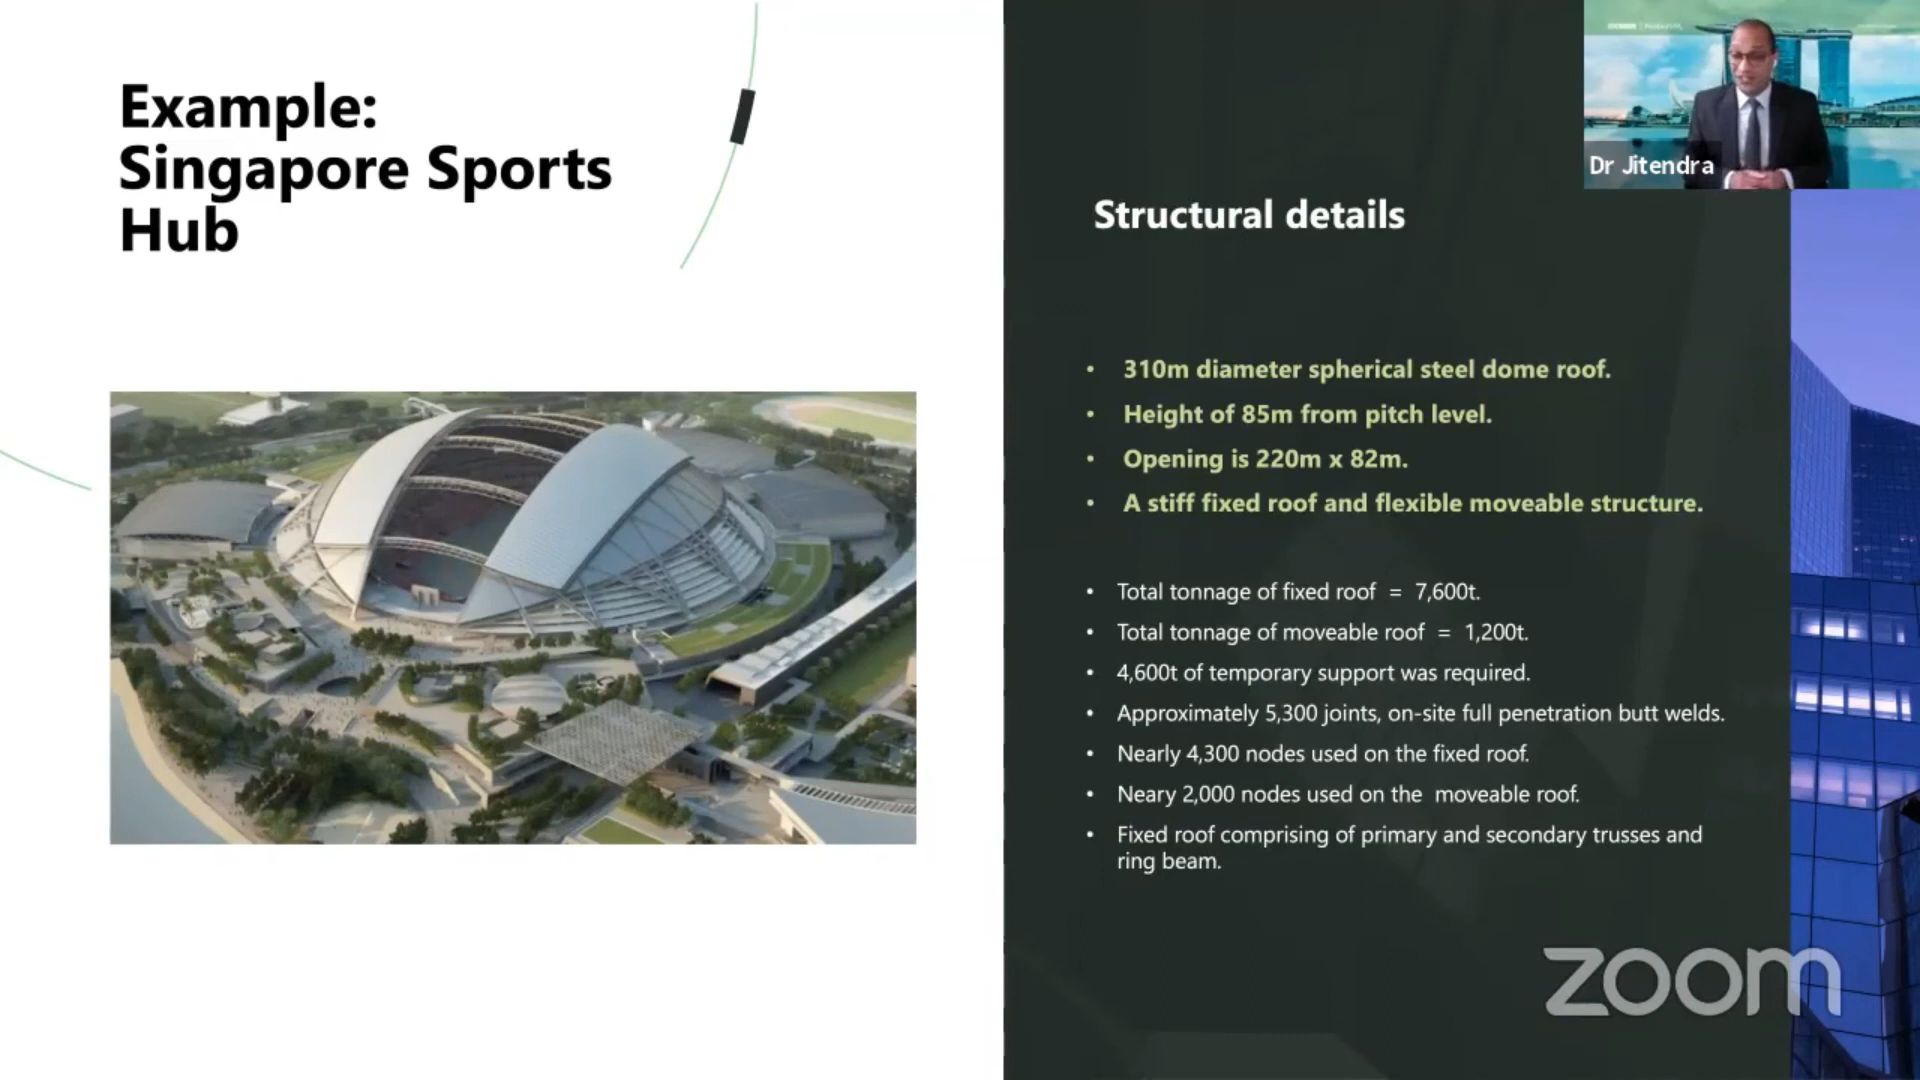 Example:
Singapore Sports
Hub
Dr Jitendra
Structural details
• 310m diameter spherical steel dome roof.
• Height of 85m from pitch level.
• Opening is 220m x 82m.
• A stiff fixed roof and flexible moveable structure.
• Total tonnage of fixed roof = 7,600t.
• Total tonnage of moveable roof = 1,200t.
• 4,600t of temporary support was required.
• Approximately 5,300 joints, on-site full penetration butt welds.
• Nearly 4,300 nodes used on the fixed roof.
• Neary 2,000 nodes used on the moveable roof.
• Fixed roof comprising of primary and secondary trusses and
ring beam.
zoom